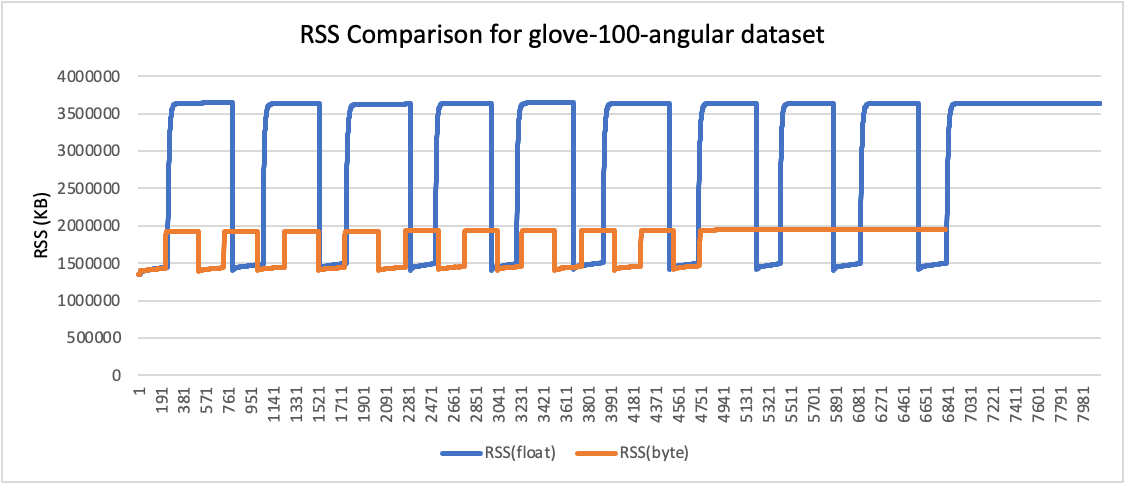 RSS Comparison for glove-100-angular dataset
4000000
3500000
3000000
2500000
2000000
1500000
1000000
500000
0
RSS (KB)
1 191 381 571 761 951 1141 1331 1521 1711 1901 2091 2281 2471 2661 2851 3041 3231 3421 3611 3801 3991 4181 4371 4561 4751 4941 5131 5321 5511 5701 5891 6081 6271 6461 6651 6841 7031 7221 7411 7601 7791 7981
RSS(float) RSS(byte)